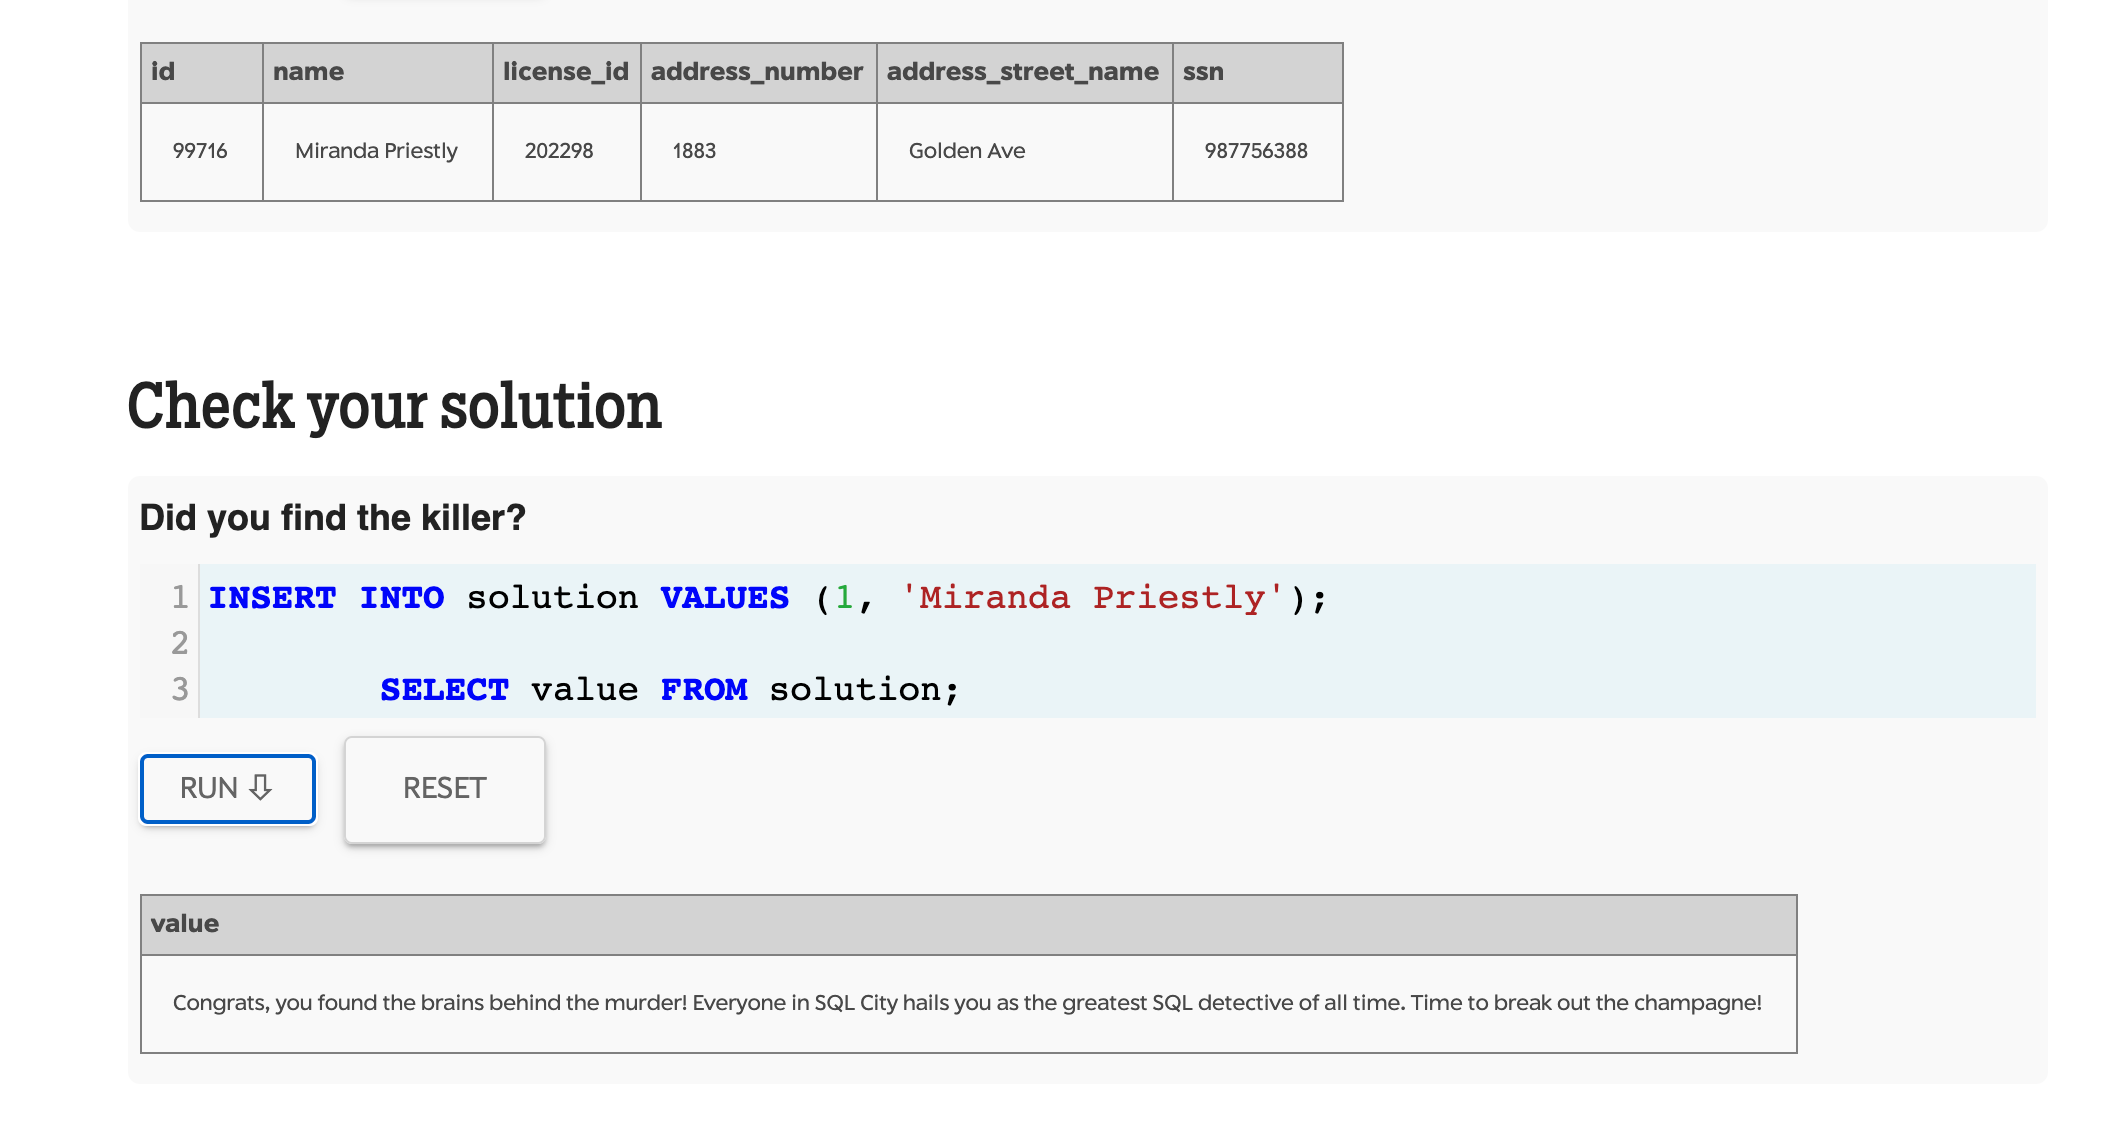 id name license_id address_number address_street_name ssn
99716 Miranda Priestly 202298 1883 Golden Ave 987756388
Check your solution
Did you find the killer?
1 INSERT INTO solution VALUES (1, 'Miranda Priestly');
2
3 SELECT value FROM solution;
RUN ⇩ RESET
value
Congrats, you found the brains behind the murder! Everyone in SQL City hails you as the greatest SQL detective of all time. Time to break out the champagne!